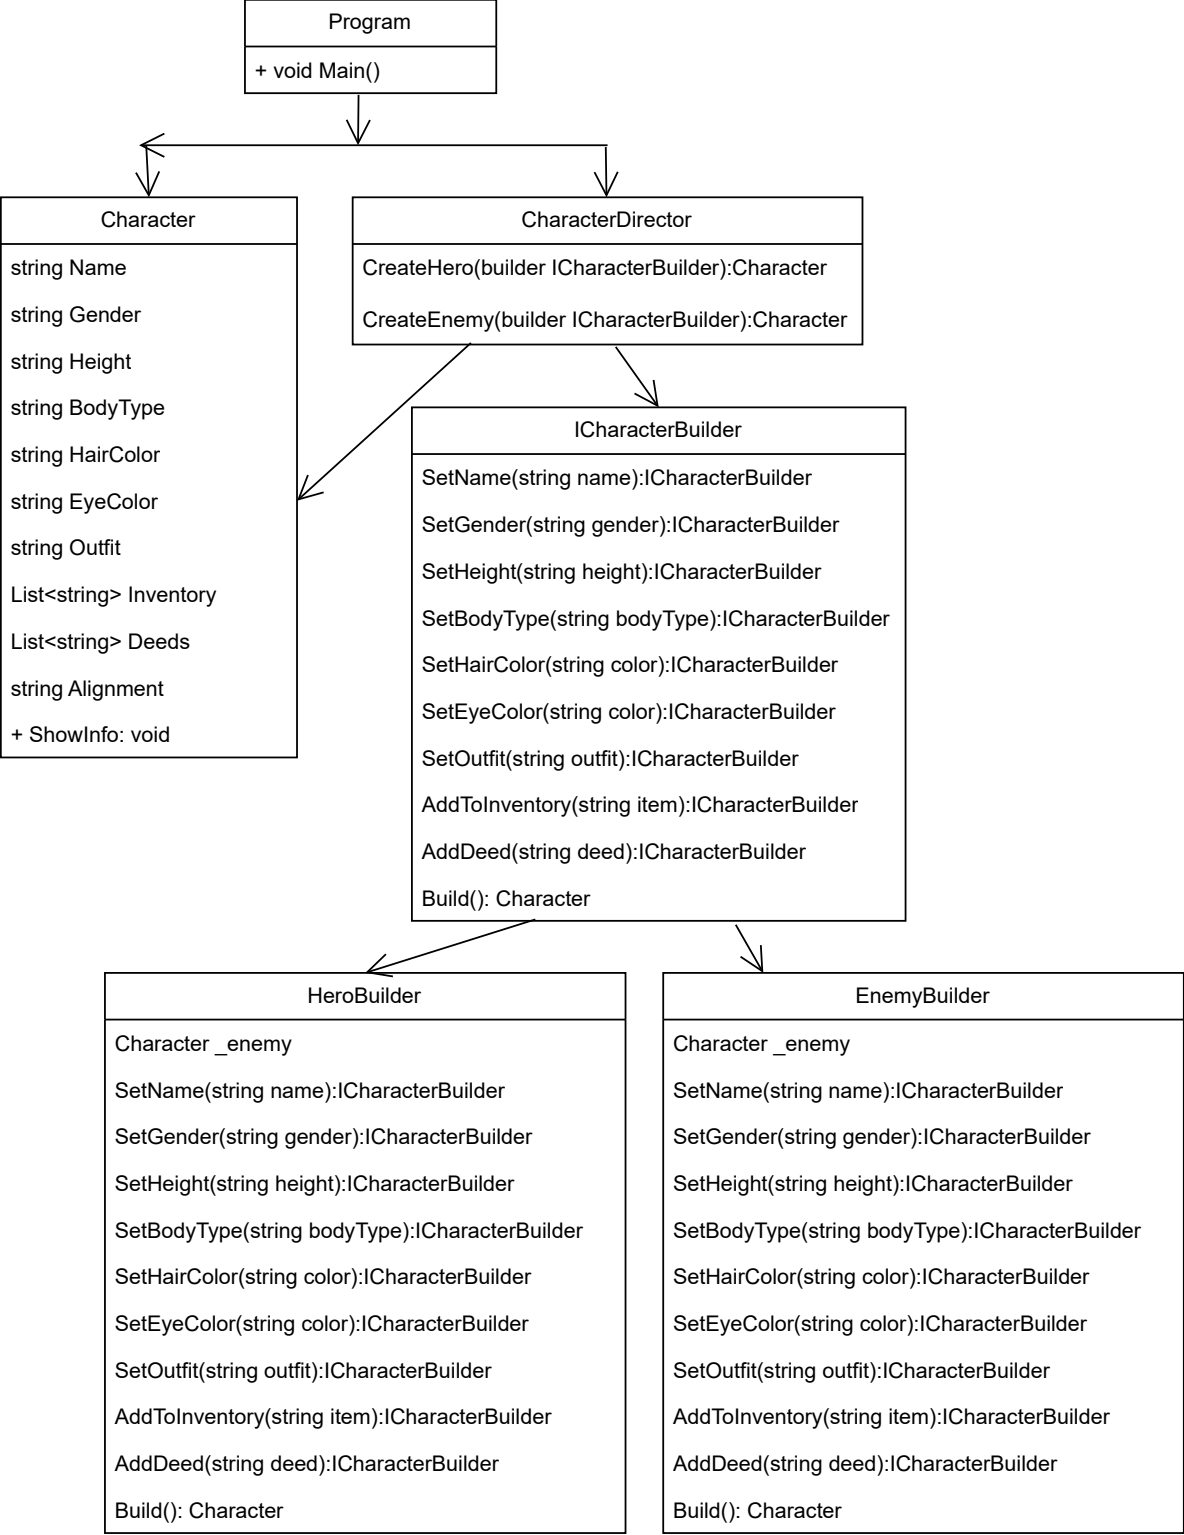 Program
+ void Main()
Character
string Name
string Gender
string Height
string BodyType
string HairColor
string EyeColor
string Outfit
List<string> Inventory
List<string> Deeds
string Alignment
+ ShowInfo: void
CharacterDirector
CreateHero(builder ICharacterBuilder):Character
CreateEnemy(builder ICharacterBuilder):Character
ICharacterBuilder
SetName(string name):ICharacterBuilder
SetGender(string gender):ICharacterBuilder
SetHeight(string height):ICharacterBuilder
SetBodyType(string bodyType):ICharacterBuilder
SetHairColor(string color):ICharacterBuilder
SetEyeColor(string color):ICharacterBuilder
SetOutfit(string outfit):ICharacterBuilder
AddToInventory(string item):ICharacterBuilder
AddDeed(string deed):ICharacterBuilder
Build(): Character
HeroBuilder
Character _enemy
SetName(string name):ICharacterBuilder
SetGender(string gender):ICharacterBuilder
SetHeight(string height):ICharacterBuilder
SetBodyType(string bodyType):ICharacterBuilder
SetHairColor(string color):ICharacterBuilder
SetEyeColor(string color):ICharacterBuilder
SetOutfit(string outfit):ICharacterBuilder
AddToInventory(string item):ICharacterBuilder
AddDeed(string deed):ICharacterBuilder
Build(): Character
EnemyBuilder
Character _enemy
SetName(string name):ICharacterBuilder
SetGender(string gender):ICharacterBuilder
SetHeight(string height):ICharacterBuilder
SetBodyType(string bodyType):ICharacterBuilder
SetHairColor(string color):ICharacterBuilder
SetEyeColor(string color):ICharacterBuilder
SetOutfit(string outfit):ICharacterBuilder
AddToInventory(string item):ICharacterBuilder
AddDeed(string deed):ICharacterBuilder
Build(): Character